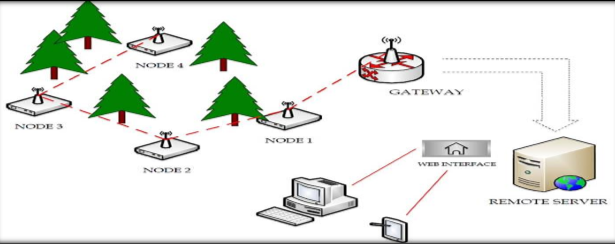 NODE 4
GATEWAY
NODE 3
NODE 1
WEB INTERFACE
NODE 2
REMOTE SERVER